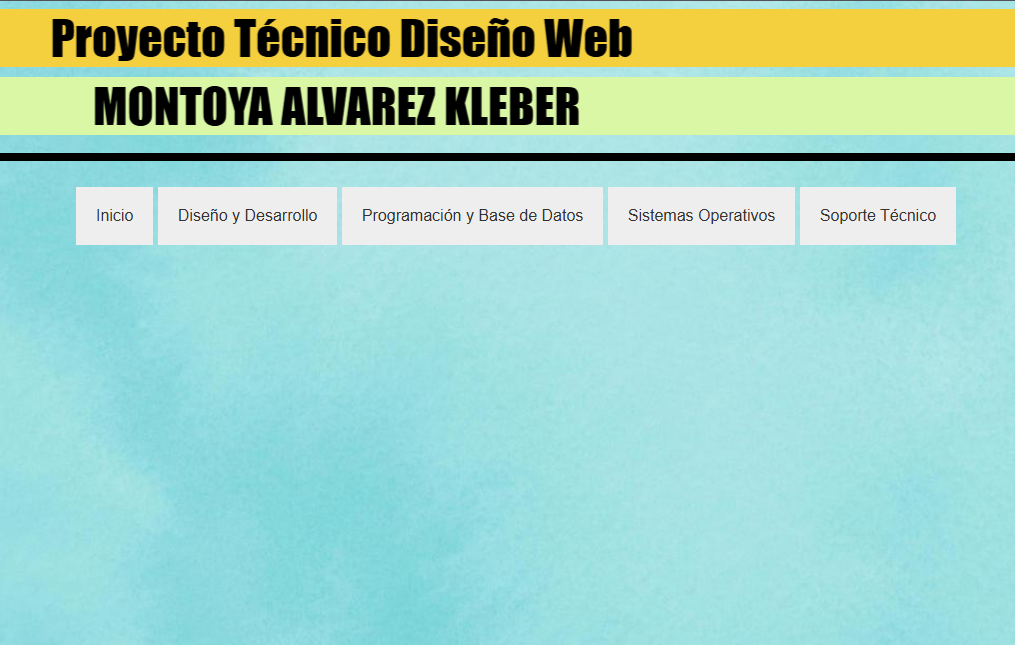 Proyecto Técnico Diseño Web
MONTOYA ALVAREZ KLEBER
Inicio Diseño y Desarrollo Programación y Base de Datos Sistemas Operativos Soporte Técnico